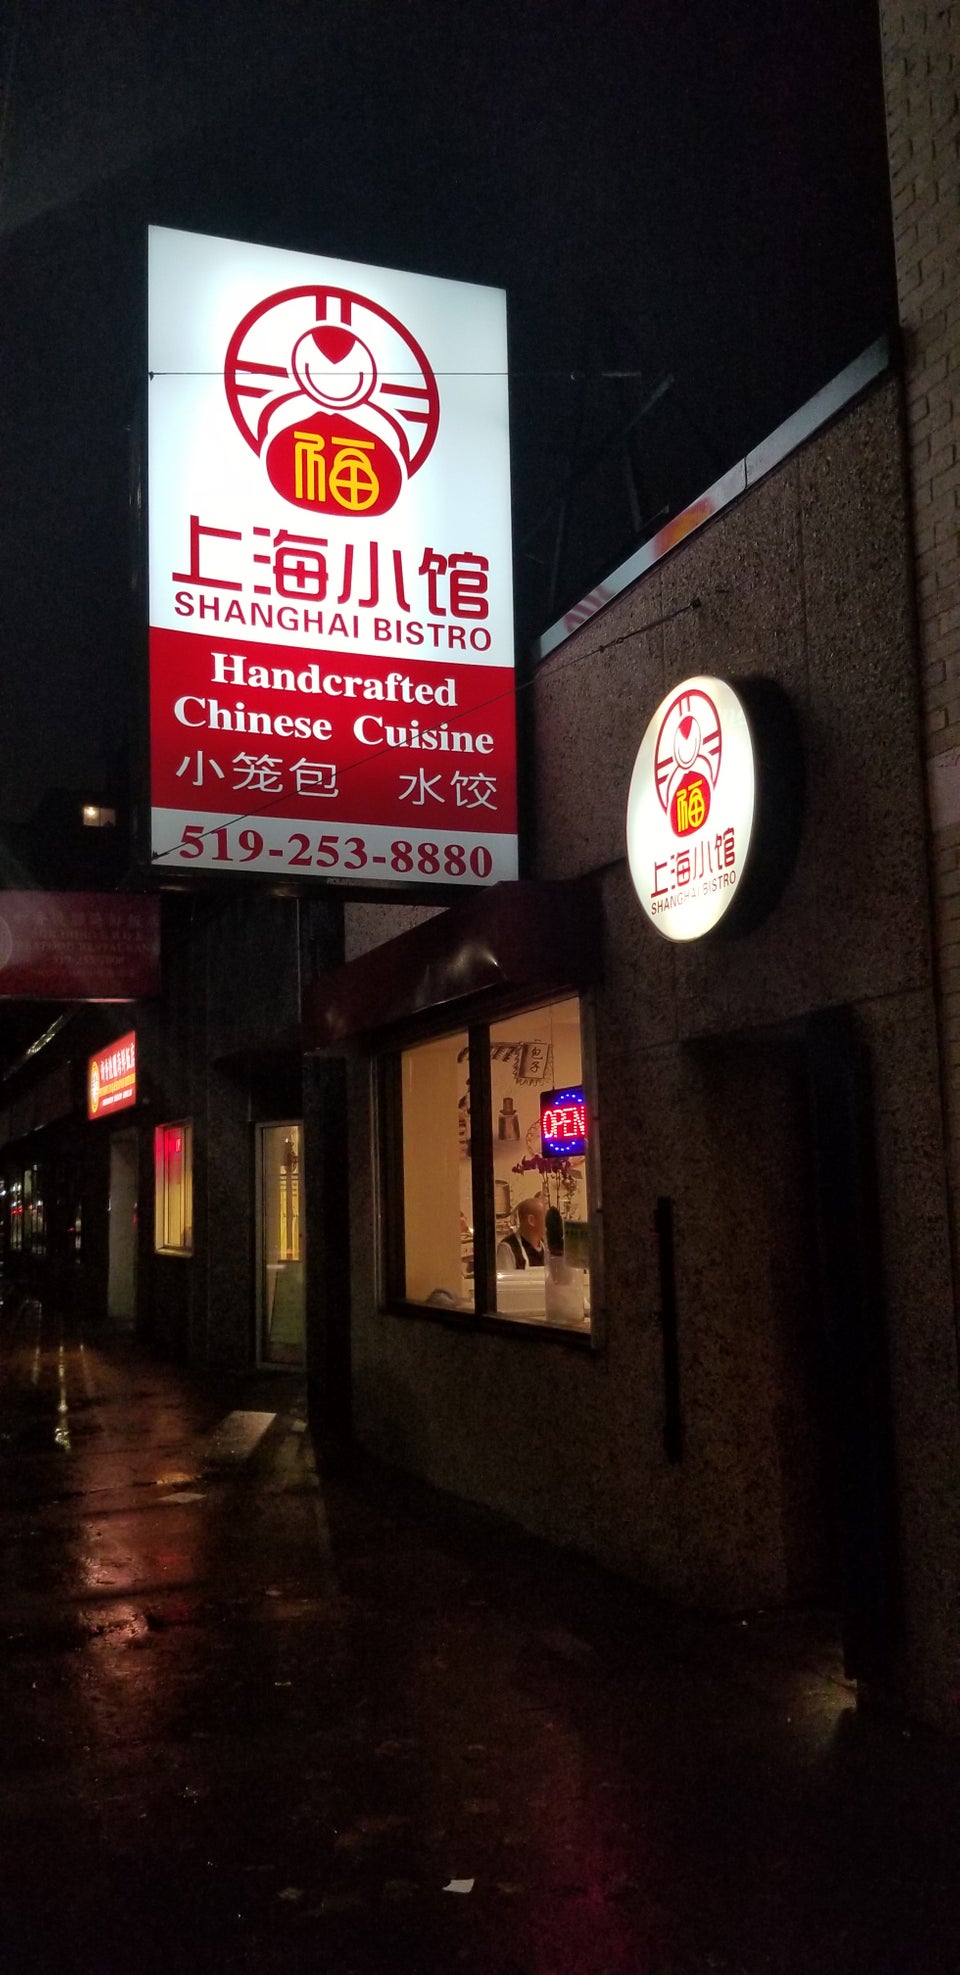 福
上海小馆
SHANGHAI BISTRO
Handcrafted
Chinese Cuisine
小笼包 水饺
519-253-8880
福
上海小馆
SHANGHAI BISTRO
包子
OPEN